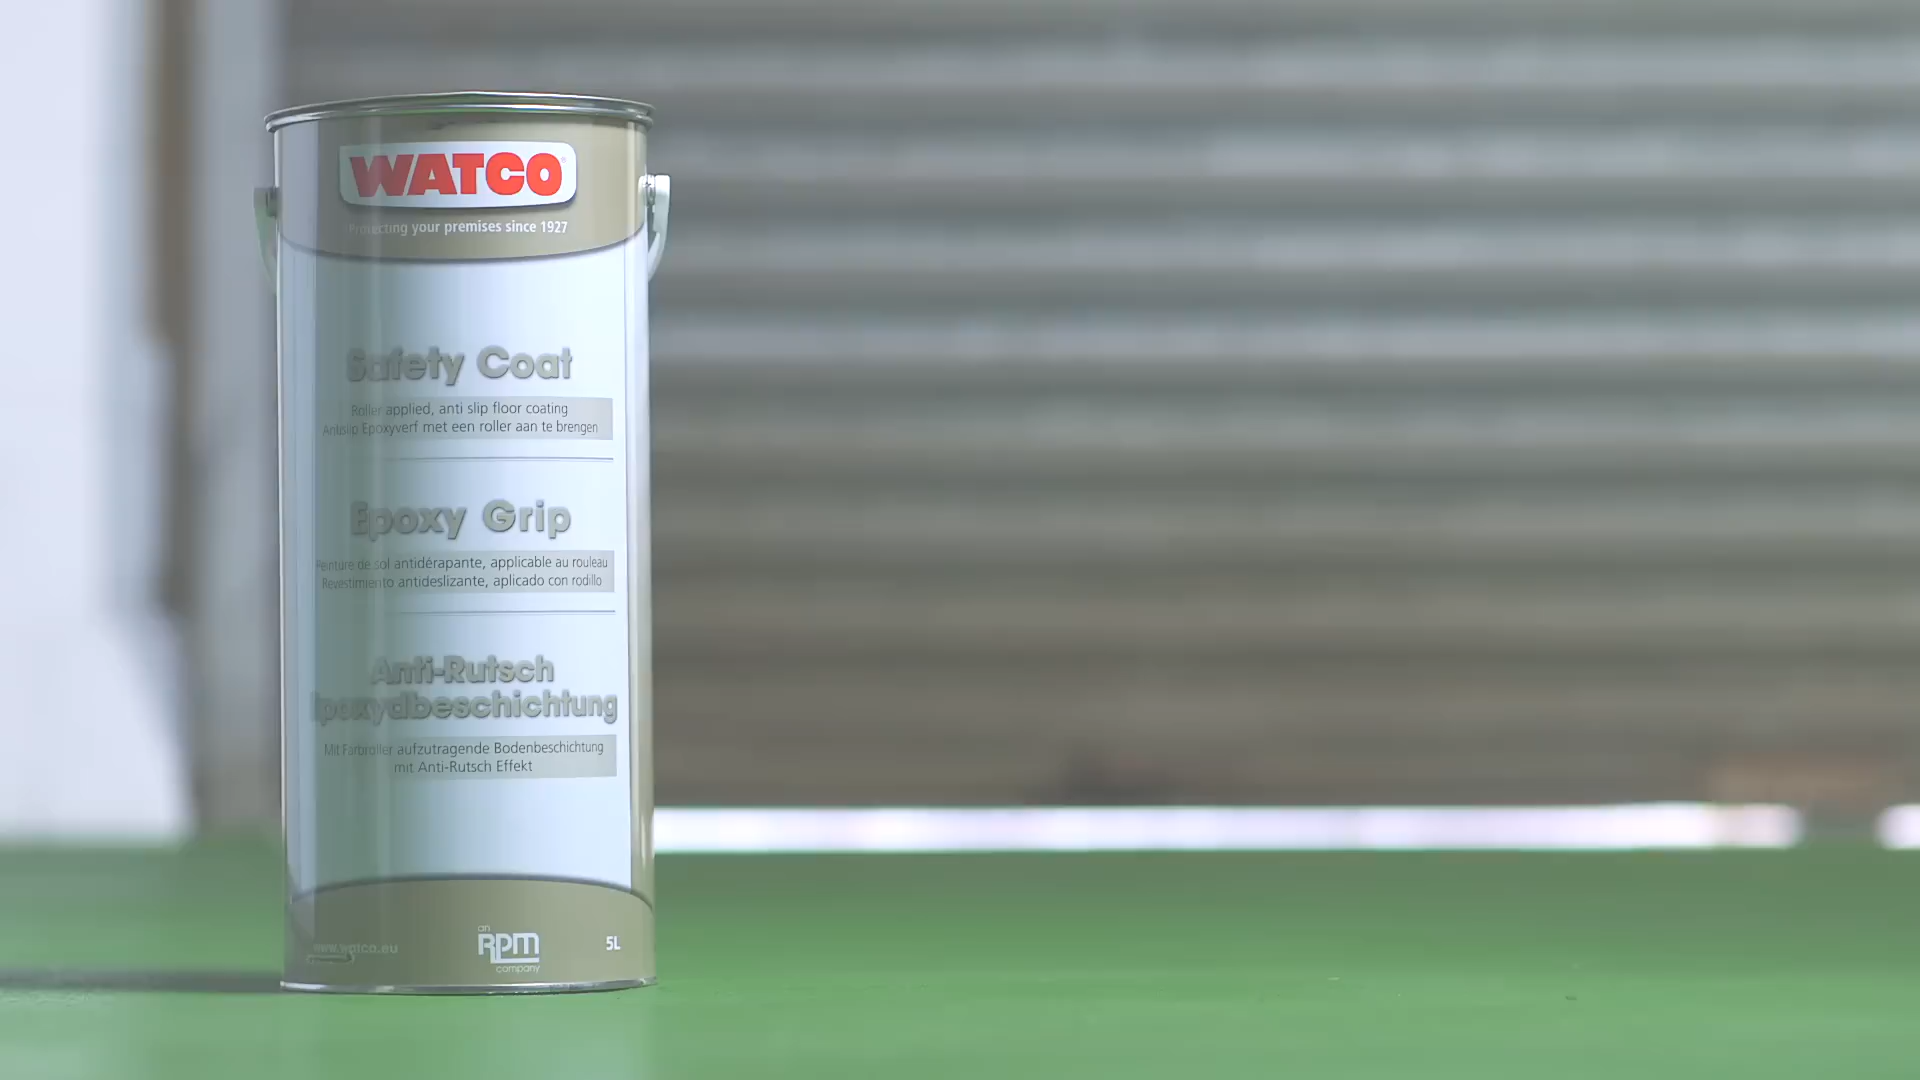 WATCO
Protecting your premises since 1927
Safety Coat
Roller applied, anti slip floor coating
Antislip Epoxyverf met een roller aan te brengen
Epoxy Grip
Peinture de sol antidérapante, applicable au rouleau
Revestimiento antideslizante, aplicado con rodillo
Anti-Rutsch
Epoxydbeschichtung
Mit Farbroller aufzutragende Bodenbeschichtung
mit Anti-Rutsch Effekt
www.watco.eu
an
RPM
company
5L